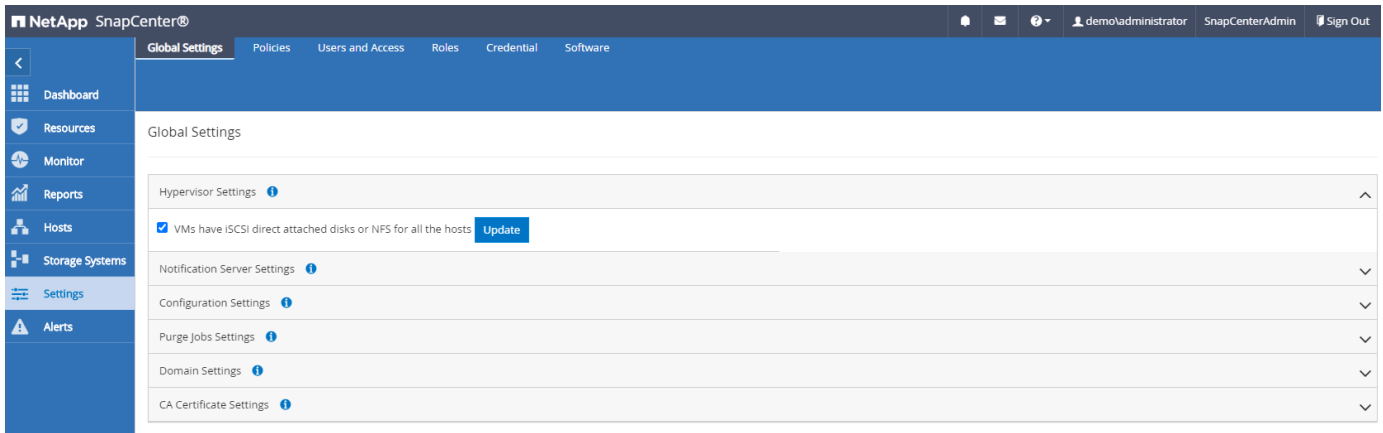 NetApp SnapCenter®
demo\administrator SnapCenterAdmin Sign Out
Global Settings Policies Users and Access Roles Credential Software
Dashboard
Resources
Monitor
Reports
Hosts
Storage Systems
Settings
Alerts
Global Settings
Hypervisor Settings
VMs have iSCSI direct attached disks or NFS for all the hosts Update
Notification Server Settings
Configuration Settings
Purge Jobs Settings
Domain Settings
CA Certificate Settings